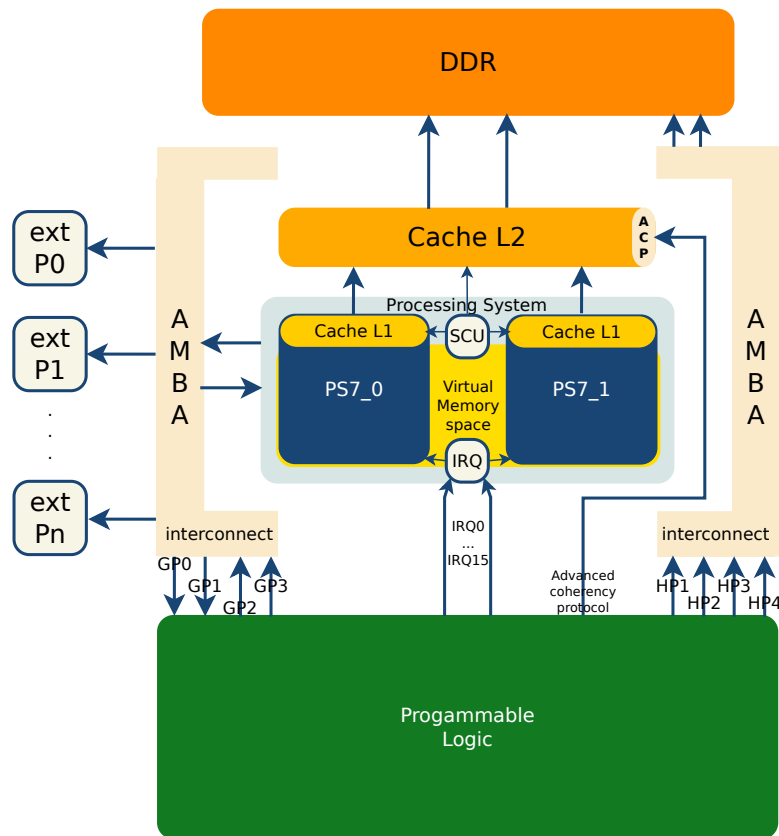 DDR
Cache L2
A
C
P
ext
P0
Processing System
Cache L1
SCU
Cache L1
A
M
B
A
A
M
B
A
ext
P1
PS7_0
Virtual
Memory
space
PS7_1
.
.
.
IRQ
ext
Pn
interconnect
IRQ0
...
IRQ15
interconnect
GP0
GP1
GP2
GP3
Advanced
coherency
protocol
HP1
HP2
HP3
HP4
Progammable
Logic